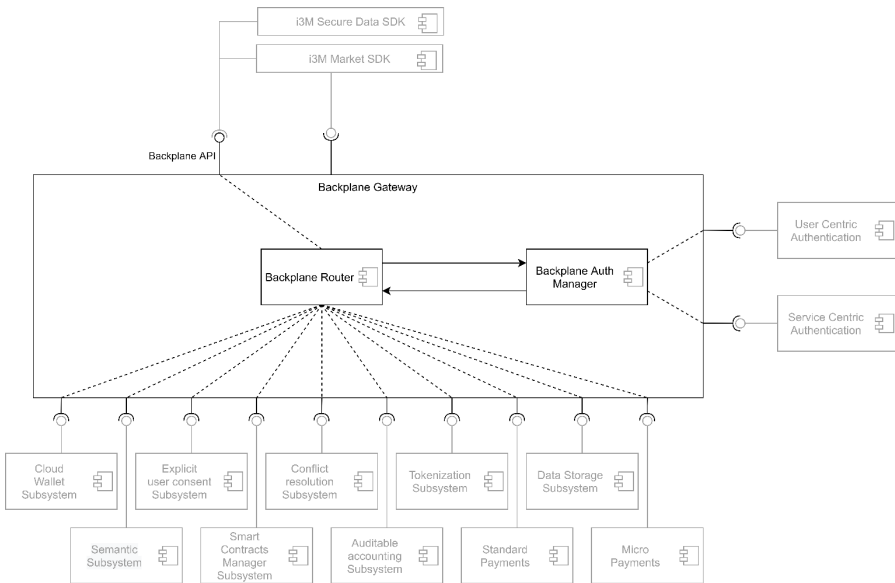 i3M Secure Data SDK
i3M Market SDK
Backplane API
Backplane Gateway
User Centric
Authentication
Backplane Router
Backplane Auth
Manager
Service Centric
Authentication
Cloud
Wallet
Subsystem
Explicit
user consent
Subsystem
Conflict
resolution
Subsystem
Tokenization
Subsystem
Data Storage
Subsystem
Semantic
Subsystem
Smart
Contracts
Manager
Subsystem
Auditable
accounting
Subsystem
Standard
Payments
Micro
Payments